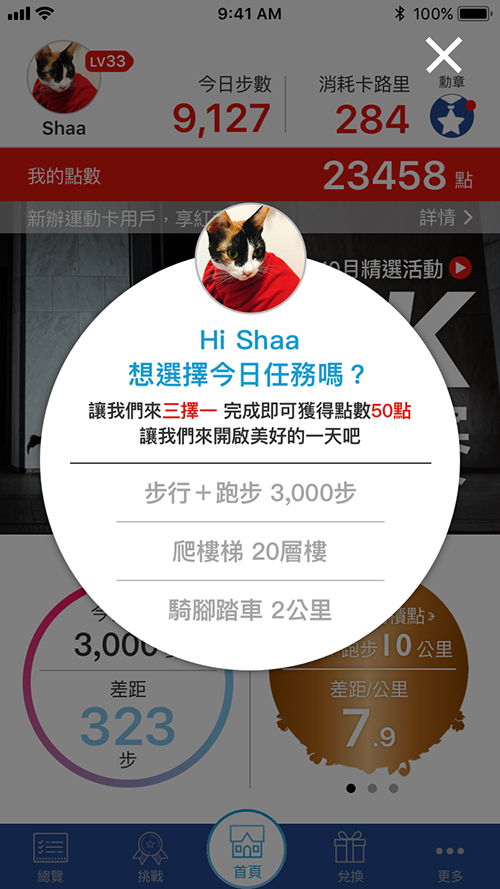 9:41 AM
100%
LV33
Shaa
今日步數
9,127
消耗卡路里
284
勳章
我的點數
23458 點
新辦運動卡用戶，享紅
詳情
月精選活動
K
Hi Shaa
想選擇今日任務嗎？
讓我們來三擇一 完成即可獲得點數50點
讓我們來開啟美好的一天吧
步行＋跑步 3,000步
爬樓梯 20層樓
騎腳踏車 2公里
今
3,000
差距
323
步
積點
跑步10公里
差距/公里
7.9
總覽
挑戰
首頁
兌換
更多